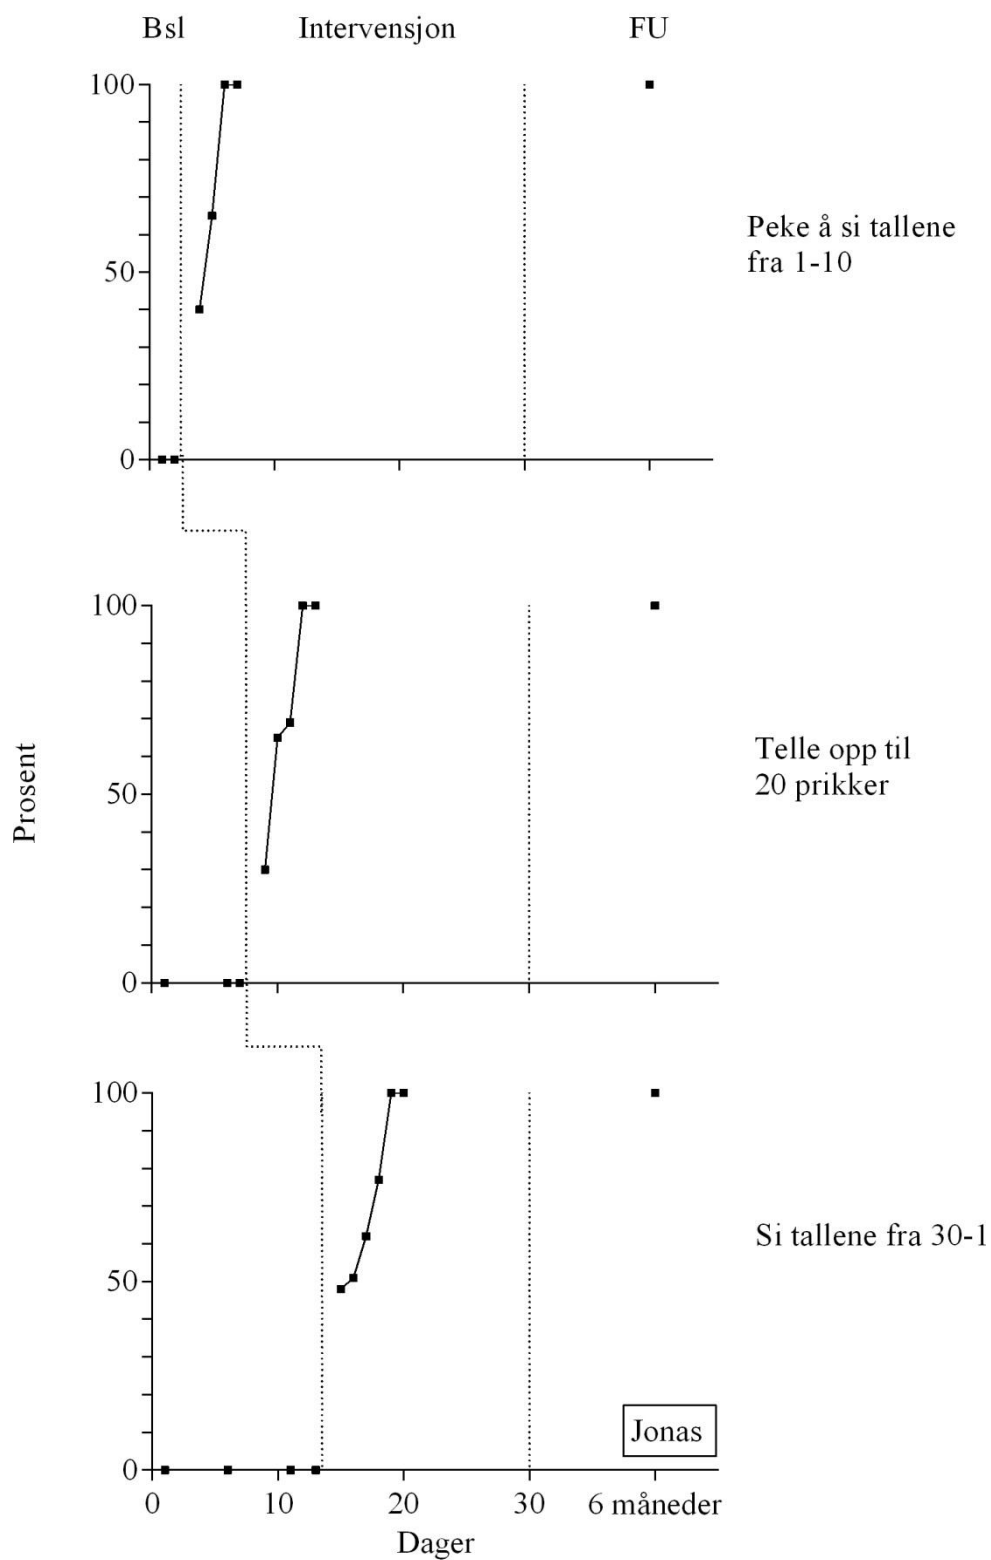 Bsl Intervensjon FU
100
50
0
Peke å si tallene
fra 1-10
100
50
0
Telle opp til
20 prikker
Prosent
100
50
0
Si tallene fra 30-1
Jonas
0 10 20 30 6 måneder
Dager